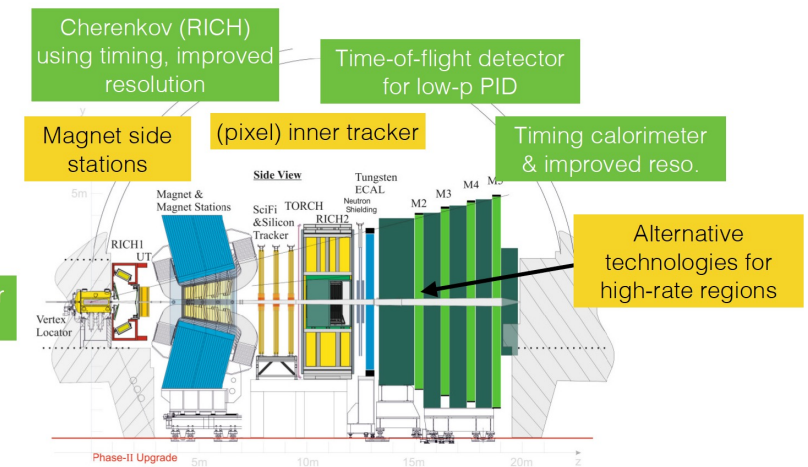 Cherenkov (RICH)
using timing, improved
resolution
Time-of-flight detector
for low-p PID
Magnet side
stations
(pixel) inner tracker
Timing calorimeter
& improved reso.
Alternative
technologies for
high-rate regions
y
5m
Side View
Magnet &
Magnet Stations
SciFi
&Silicon
Tracker
TORCH
RICH2
Tungsten
ECAL
Neutron
Shielding
M2
M3
M4
RICH1
UT
Vertex
Locator
Phase-II Upgrade
5m
10m
15m
20m
z